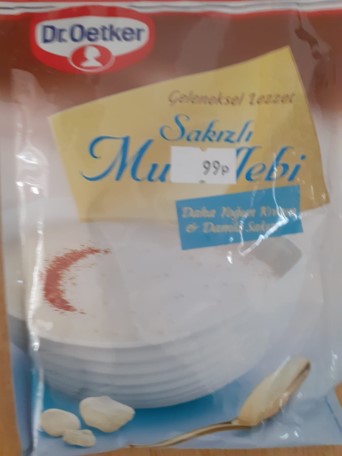 Dr.Oetker
Geleneksel Lezzet
Sakızlı
Mu lebi
99p
Daha Yoğun
& Damla